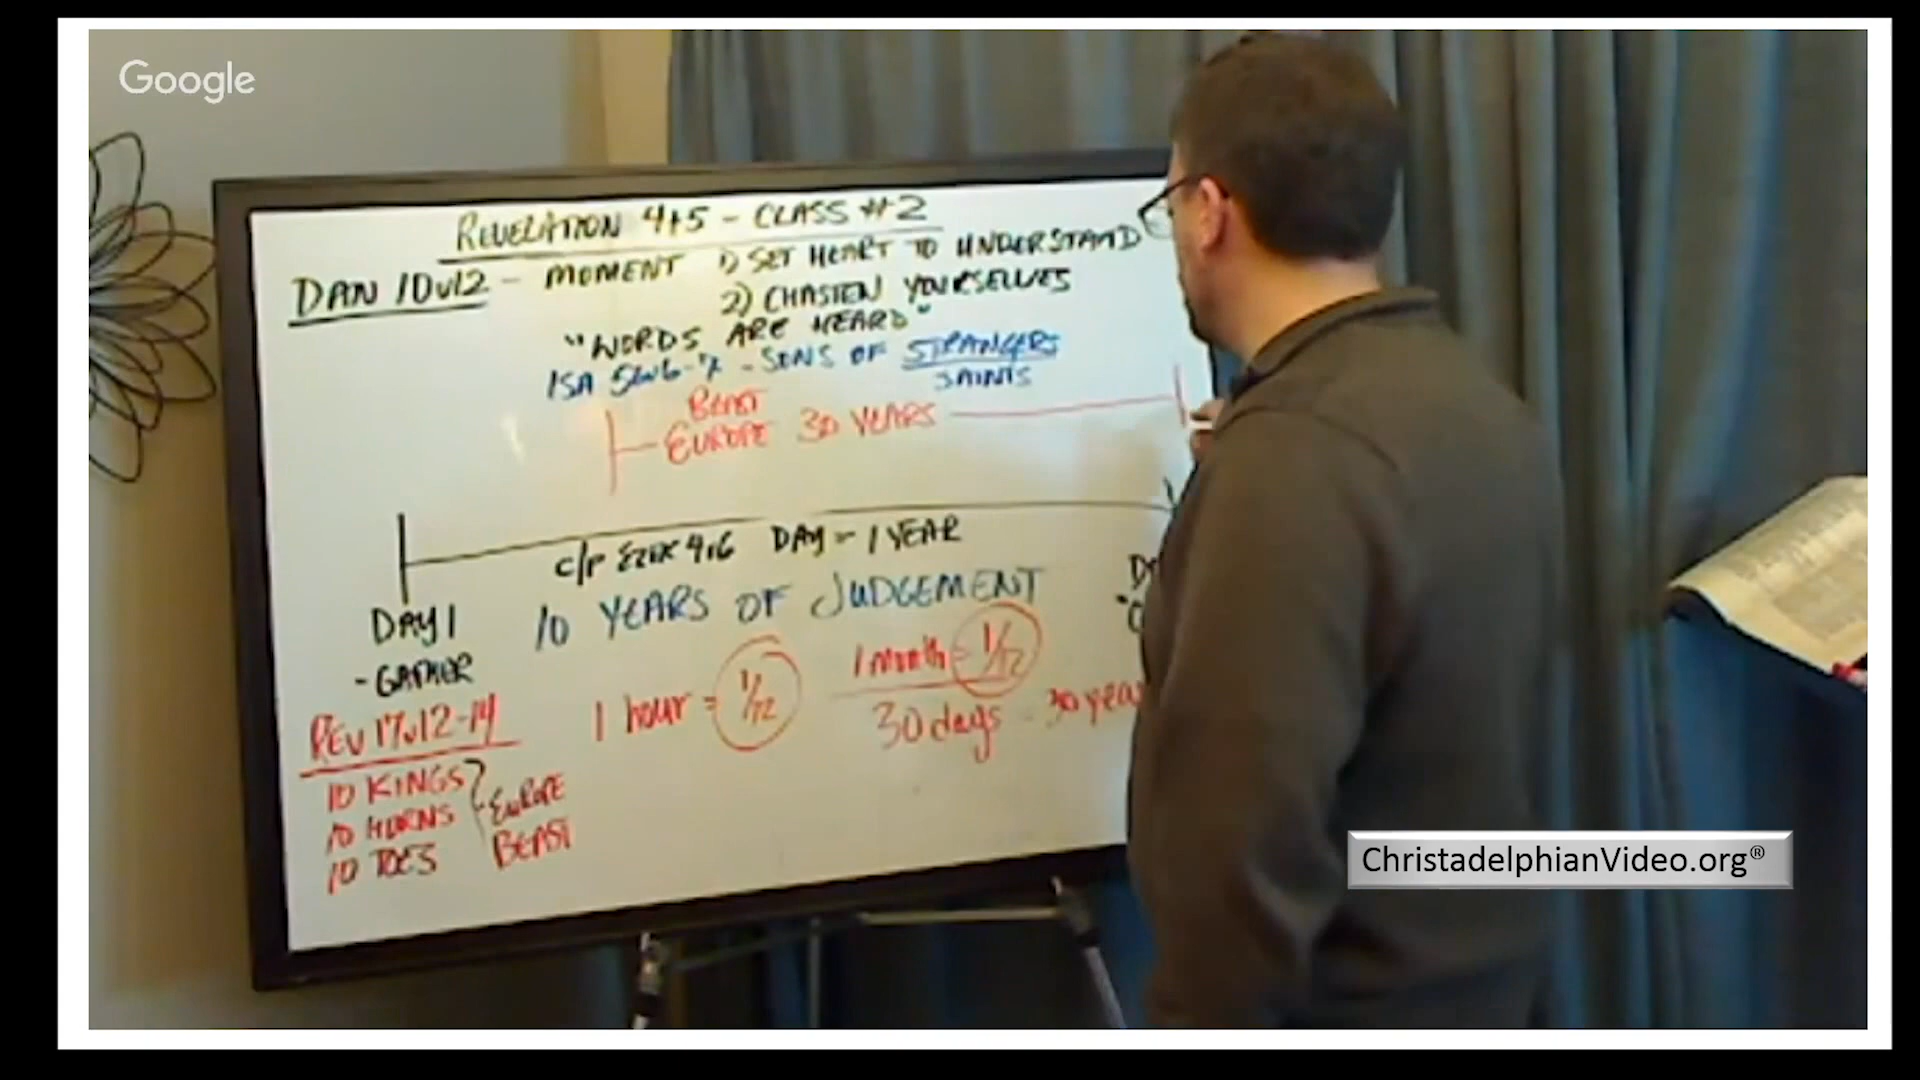 Google
REVELATION 4+5 - CLASS #2
DAN 10v12 - MOMENT 1) SET HEART TO UNDERSTAND
2) CHASTEN YOURSELVES
"WORDS ARE HEARD"
ISA 56v6-7 - SONS OF STRANGERS
SAINTS
BEAST
EUROPE 30 YEARS
c/p EZEK 4v6 DAY = 1 YEAR
DAY 1
10 YEARS OF JUDGEMENT
- GATHER
REV 17v12-14
1 hour = 1/12
1 month = 1/12
30 days = 30 yea
10 KINGS
10 HORNS
10 TOES
EUROPE
BEAST
ChristadelphianVideo.org®